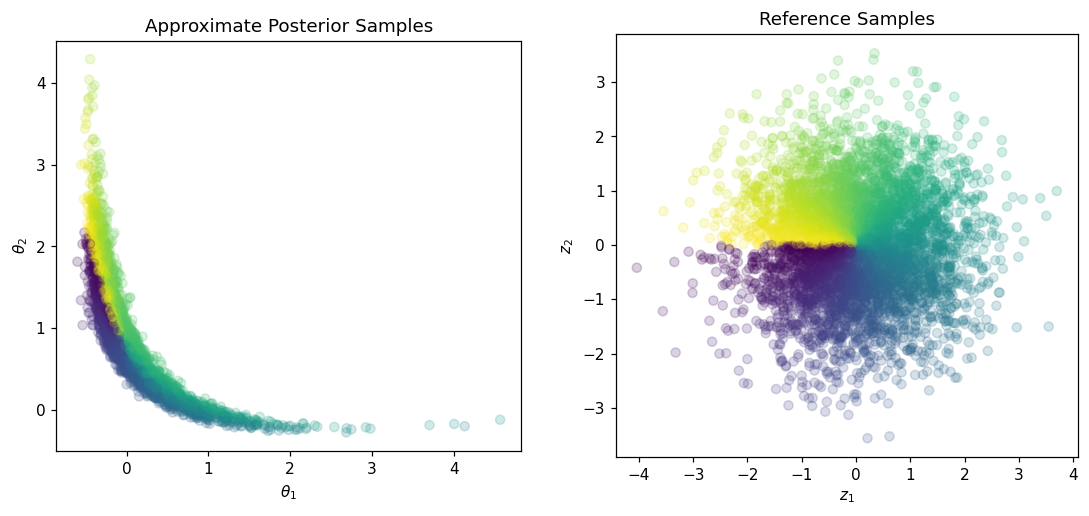 Approximate Posterior Samples
θ₂
4
3
2
1
0
0 1 2 3 4
θ₁
Reference Samples
z₂
3
2
1
0
−1
−2
−3
−4 −3 −2 −1 0 1 2 3 4
z₁